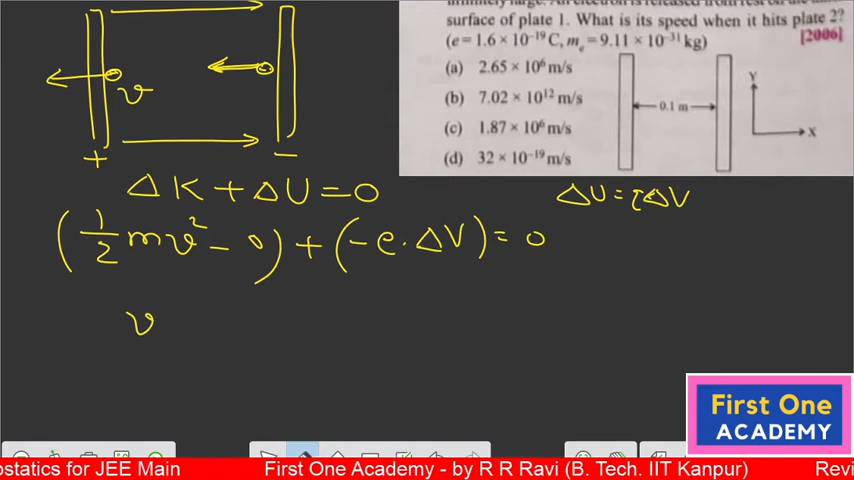 surface of plate 1. What is its speed when it hits plate 2?
(e = 1.6 × 10⁻¹⁹ C, mₑ = 9.11 × 10⁻³¹ kg) [2006]
(a) 2.65 × 10⁶ m/s
(b) 7.02 × 10¹² m/s
(c) 1.87 × 10⁶ m/s
(d) 32 × 10⁻¹⁹ m/s
0.1 m
Y
X
v
+
−
ΔK + ΔU = 0
ΔU = qΔV
(1/2 mv² − 0) + (−e · ΔV) = 0
v
First One
ACADEMY
ostatics for JEE Main First One Academy - by R R Ravi (B. Tech. IIT Kanpur) Revi